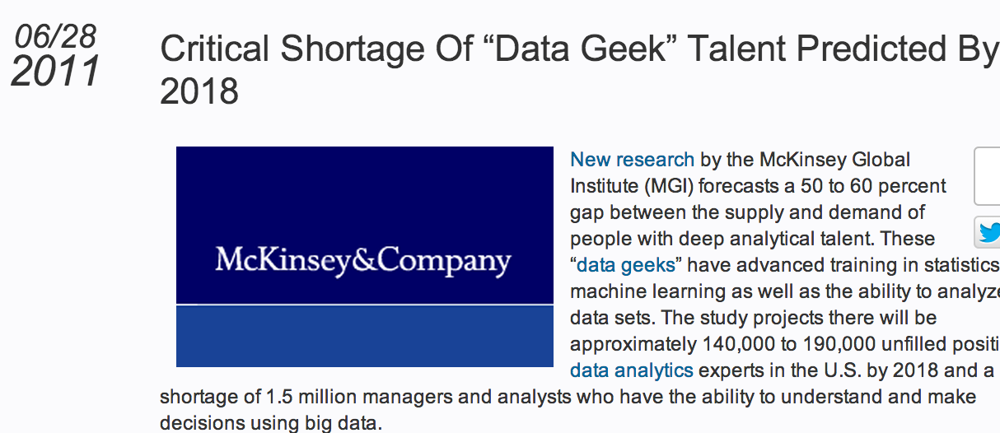 06/28
2011
Critical Shortage Of “Data Geek” Talent Predicted By
2018
McKinsey&Company
New research by the McKinsey Global
Institute (MGI) forecasts a 50 to 60 percent
gap between the supply and demand of
people with deep analytical talent. These
“data geeks” have advanced training in statistics
machine learning as well as the ability to analyze
data sets. The study projects there will be
approximately 140,000 to 190,000 unfilled positi
data analytics experts in the U.S. by 2018 and a
shortage of 1.5 million managers and analysts who have the ability to understand and make
decisions using big data.